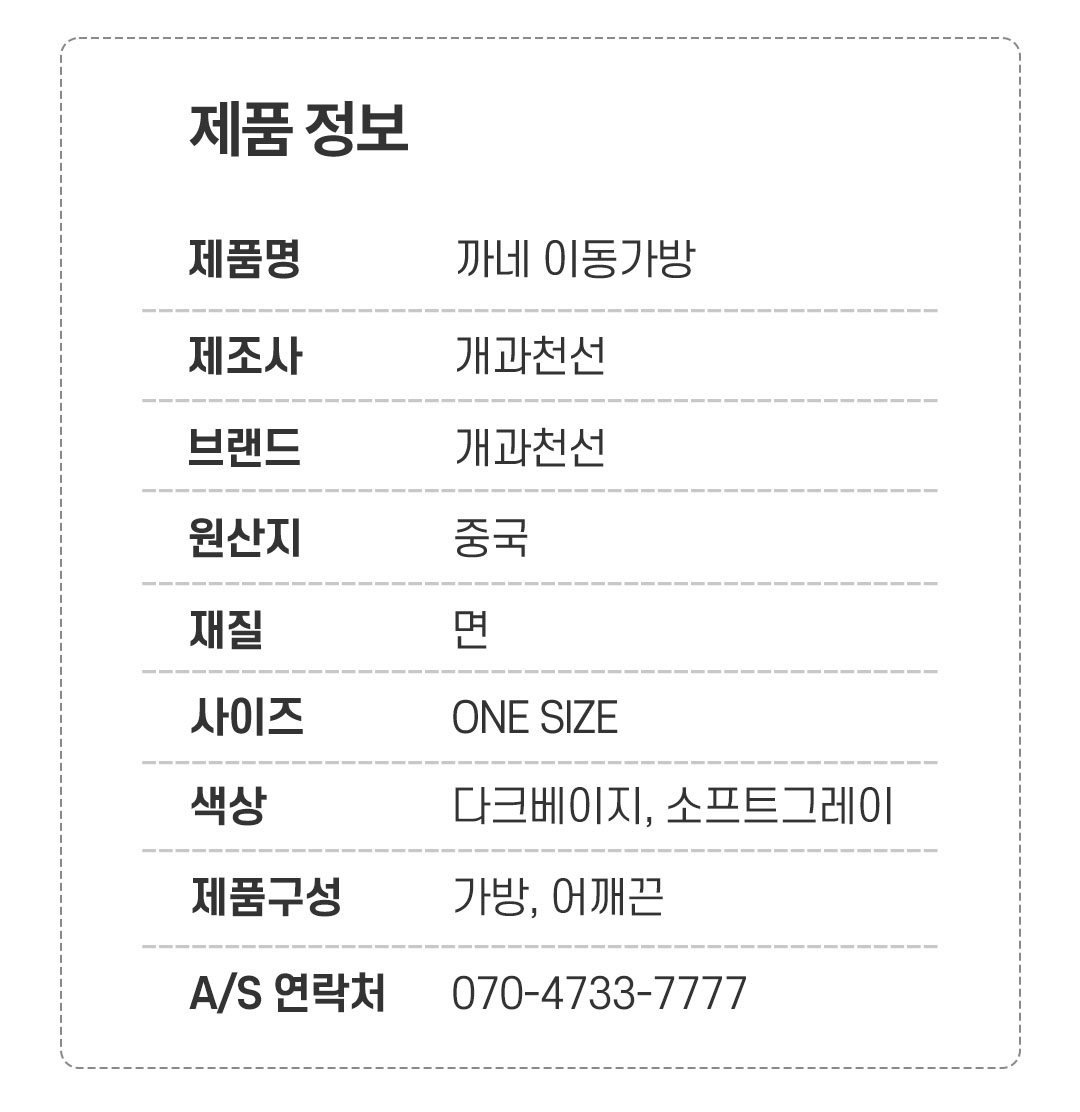 제품 정보
제품명 까네 이동가방
제조사 개과천선
브랜드 개과천선
원산지 중국
재질 면
사이즈 ONE SIZE
색상 다크베이지, 소프트그레이
제품구성 가방, 어깨끈
A/S 연락처 070-4733-7777